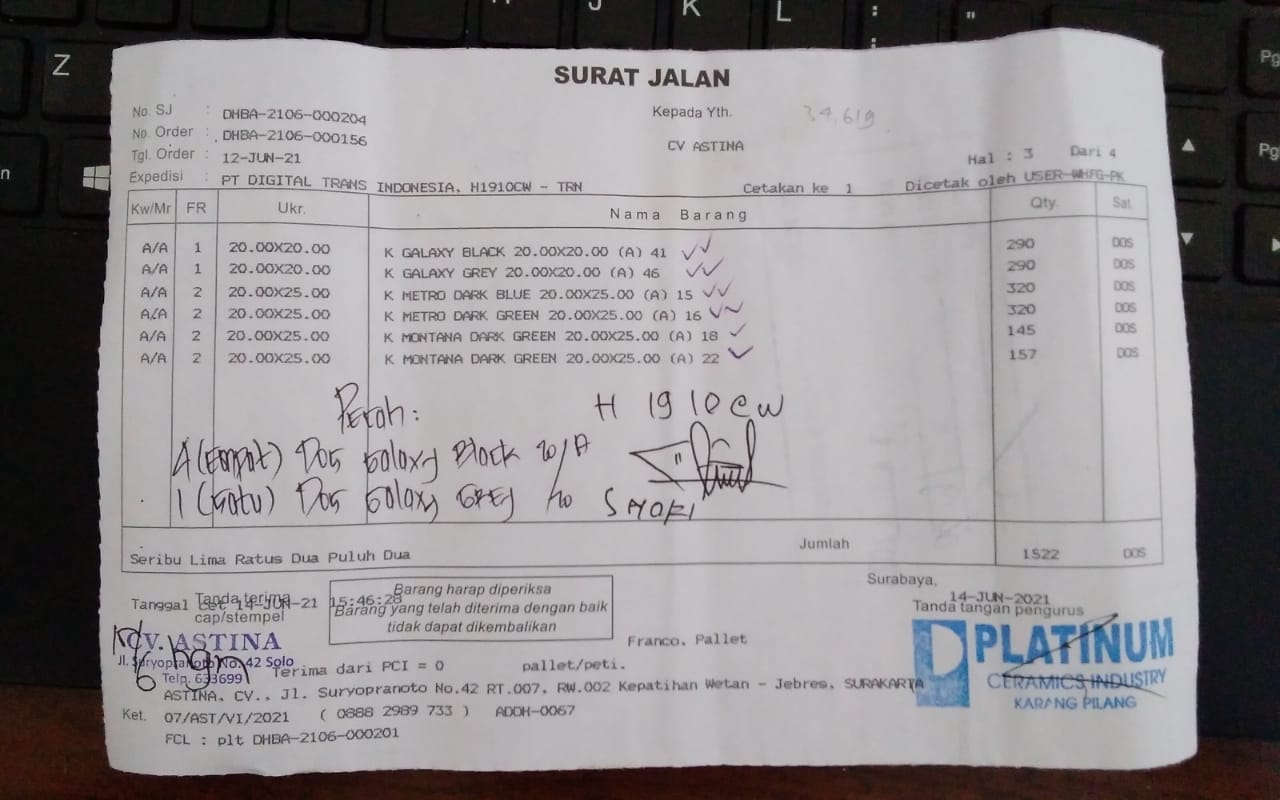 SURAT JALAN
No. SJ : DHBA-2106-000204
Kepada Yth.
34.619
No. Order : DHBA-2106-000156
CV ASTINA
Tgl. Order : 12-JUN-21
Hal : 3 Dari 4
Expedisi : PT DIGITAL TRANS INDONESIA. H1910CW - TRN
Cetakan ke 1
Dicetak oleh USER-WHFG-PK
Kw/Mr FR Ukr. Nama Barang Qty. Sat.
A/A 1 20.00X20.00 K GALAXY BLACK 20.00X20.00 (A) 41 290 DOS
A/A 1 20.00X20.00 K GALAXY GREY 20.00X20.00 (A) 46 290 DOS
A/A 2 20.00X25.00 K METRO DARK BLUE 20.00X25.00 (A) 15 320 DOS
A/A 2 20.00X25.00 K METRO DARK GREEN 20.00X25.00 (A) 16 320 DOS
A/A 2 20.00X25.00 K MONTANA DARK GREEN 20.00X25.00 (A) 18 145 DOS
A/A 2 20.00X25.00 K MONTANA DARK GREEN 20.00X25.00 (A) 22 157 DOS
H 1910CW
4 (Empat) Dos Galaxy Black 20/A
1 (Satu) Dos Galaxy GREY
Jumlah
Seribu Lima Ratus Dua Puluh Dua
1522 DOS
Surabaya,
14-JUN-2021
Tanda tangan pengurus
Tanda terima
Tanggal Cet 14-JUN-21 15:46:28
cap/stempel
Barang harap diperiksa
Barang yang telah diterima dengan baik
tidak dapat dikembalikan
Franco. Pallet
CV. ASTINA
Jl. Suryopranoto No. 42 Solo
Telp. 633699
Terima dari PCI = 0 pallet/peti.
PLATINUM
CERAMICS INDUSTRY
KARANG PILANG
ASTINA, CV., Jl. Suryopranoto No.42 RT.007, RW.002 Kepatihan Wetan - Jebres, SURAKARTA
Ket. 07/AST/VI/2021 ( 0888 2989 733 ) ADDH-0067
FCL : plt DHBA-2106-000201
Z
J
K
L
:
;
"
n
Pg
Pg